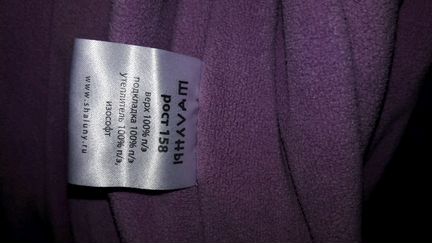 ШАЛУНЫ
рост 158
верх 100% п/э
подкладка 100% п/э
утеплитель 100% п/э,
изософт
www.shaluny.ru